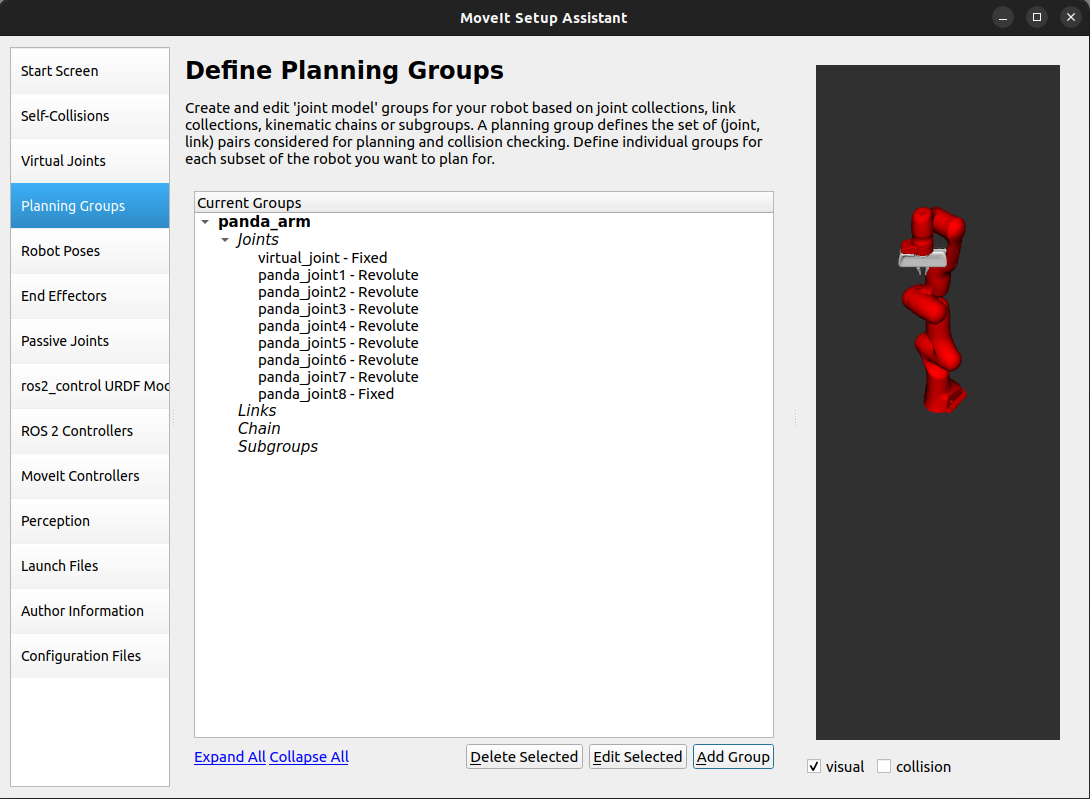 MoveIt Setup Assistant
Start Screen
Self-Collisions
Virtual Joints
Planning Groups
Robot Poses
End Effectors
Passive Joints
ros2_control URDF Moc
ROS 2 Controllers
MoveIt Controllers
Perception
Launch Files
Author Information
Configuration Files
Define Planning Groups
Create and edit 'joint model' groups for your robot based on joint collections, link
collections, kinematic chains or subgroups. A planning group defines the set of (joint,
link) pairs considered for planning and collision checking. Define individual groups for
each subset of the robot you want to plan for.
Current Groups
panda_arm
Joints
virtual_joint - Fixed
panda_joint1 - Revolute
panda_joint2 - Revolute
panda_joint3 - Revolute
panda_joint4 - Revolute
panda_joint5 - Revolute
panda_joint6 - Revolute
panda_joint7 - Revolute
panda_joint8 - Fixed
Links
Chain
Subgroups
Expand All Collapse All
Delete Selected
Edit Selected
Add Group
visual
collision